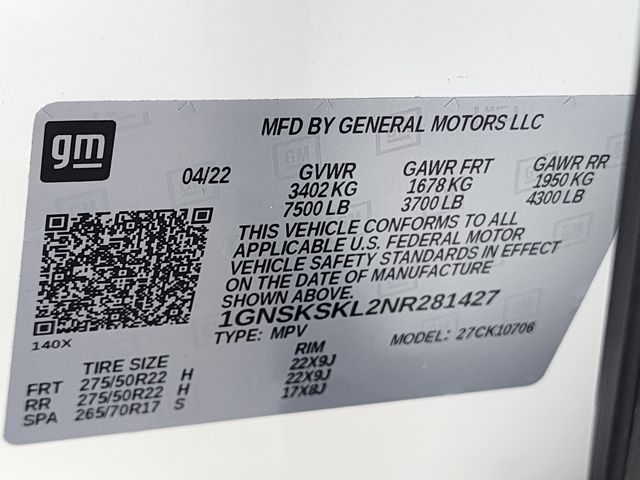 gm
MFD BY GENERAL MOTORS LLC
04/22 GVWR GAWR FRT GAWR RR
3402 KG 1678 KG 1950 KG
7500 LB 3700 LB 4300 LB
THIS VEHICLE CONFORMS TO ALL
APPLICABLE U.S. FEDERAL MOTOR
VEHICLE SAFETY STANDARDS IN EFFECT
ON THE DATE OF MANUFACTURE
SHOWN ABOVE.
1GNSKSKL2NR281427
140X
TYPE: MPV MODEL: 27CK10706
TIRE SIZE RIM
FRT 275/50R22 H 22X9J
RR 275/50R22 H 22X9J
SPA 265/70R17 S 17X8J